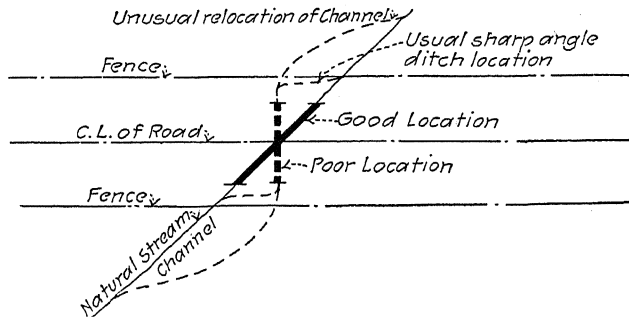 Unusual relocation of Channel
Usual sharp angle
ditch location
Fence
Good Location
C.L. of Road
Poor Location
Fence
Natural Stream
Channel